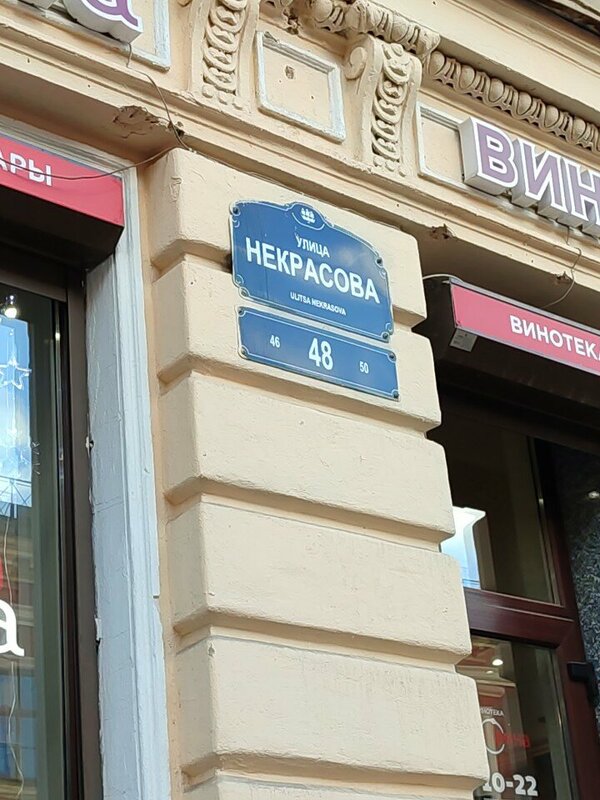 АРЫ
ВИН
УЛИЦА
НЕКРАСОВА
ULITSA NEKRASOVA
46 48 50
ВИНОТЕКА
а
10-22